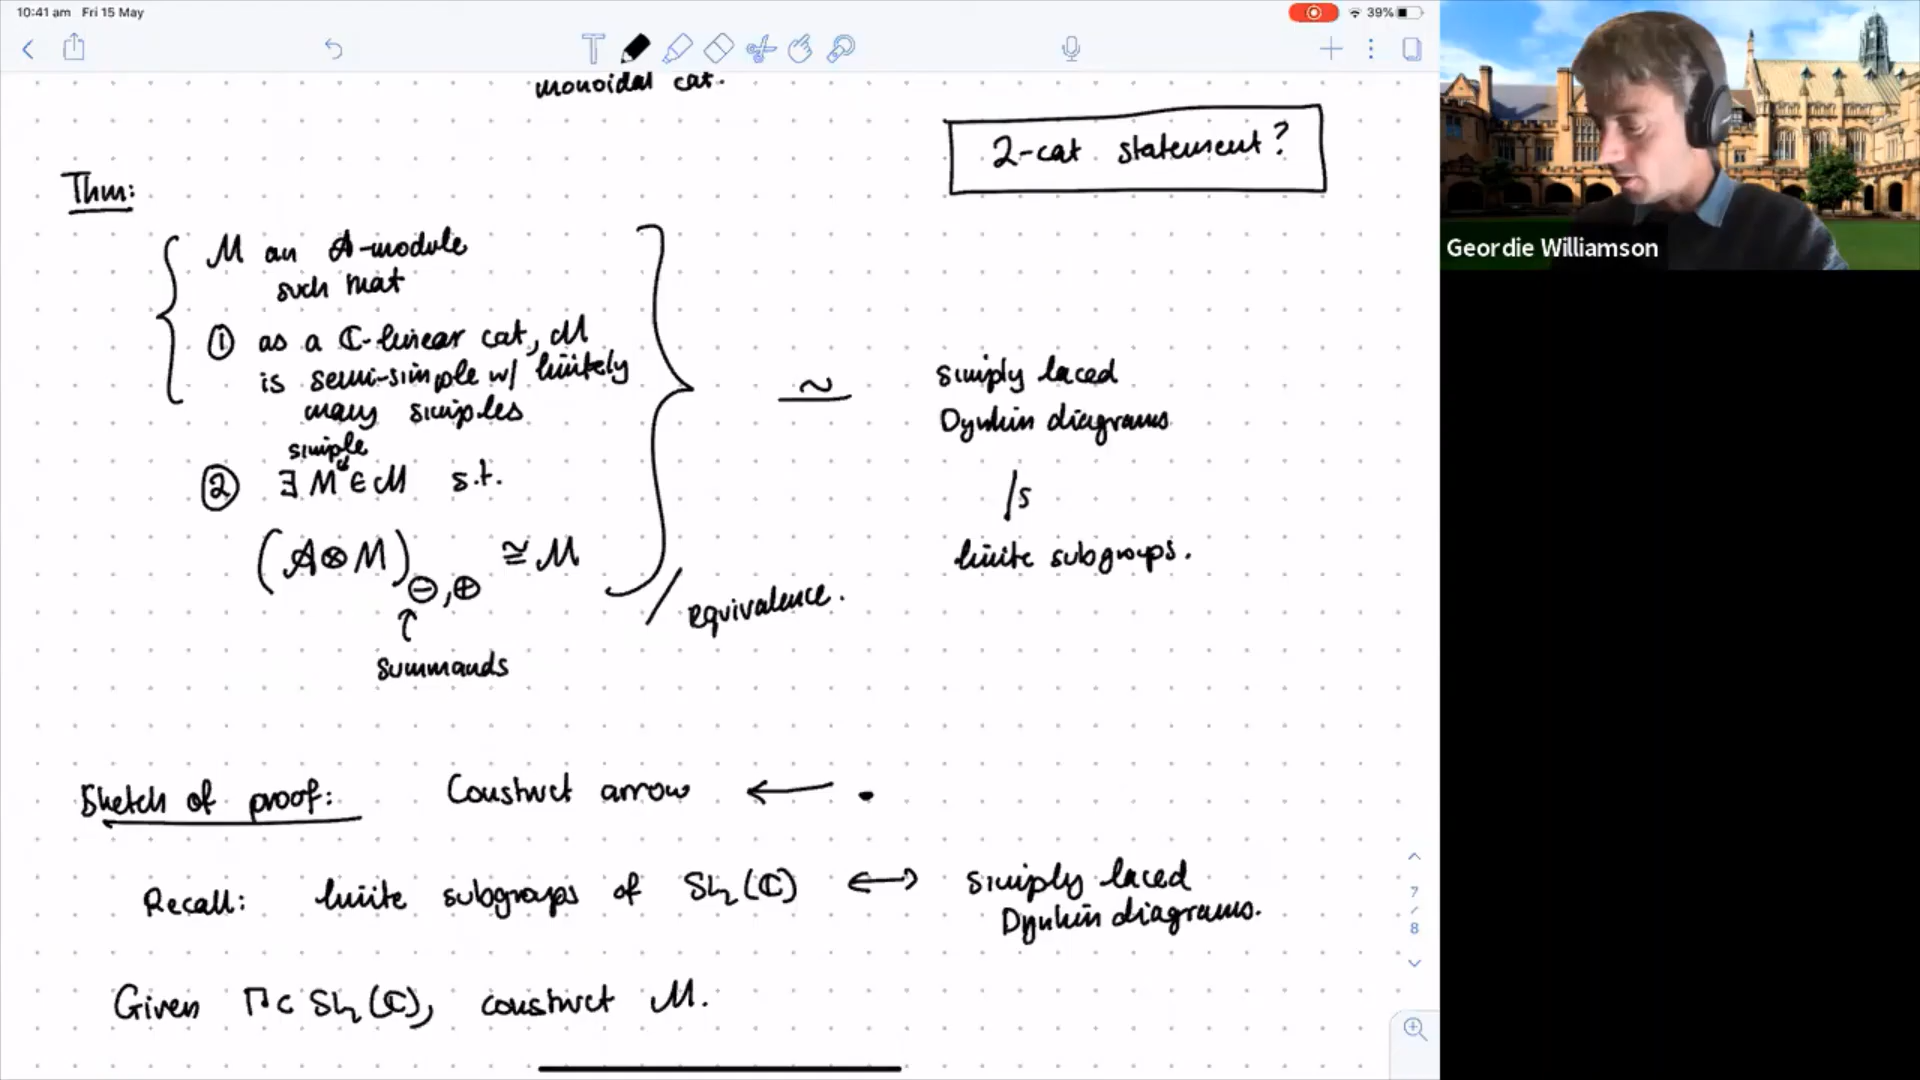 10:41 am Fri 15 May
39%
monoidal cat.
2-cat statement?
Thm:
M an A-module
such that
① as a ℂ-linear cat, M
is semi-simple w/ finitely
many simples
simple
② ∃ M ∈ M s.t.
(A⊗M)⊖,⊕ ≅ M
↑
summands
/ equivalence.
~
simply laced
Dynkin diagrams
/s
finite subgroups.
Sketch of proof: Construct arrow ← .
Recall: finite subgroups of SL₂(ℂ) ↔ simply laced
Dynkin diagrams.
Given Γ ⊂ SL₂(ℂ), construct M.
7
/
8
Geordie Williamson